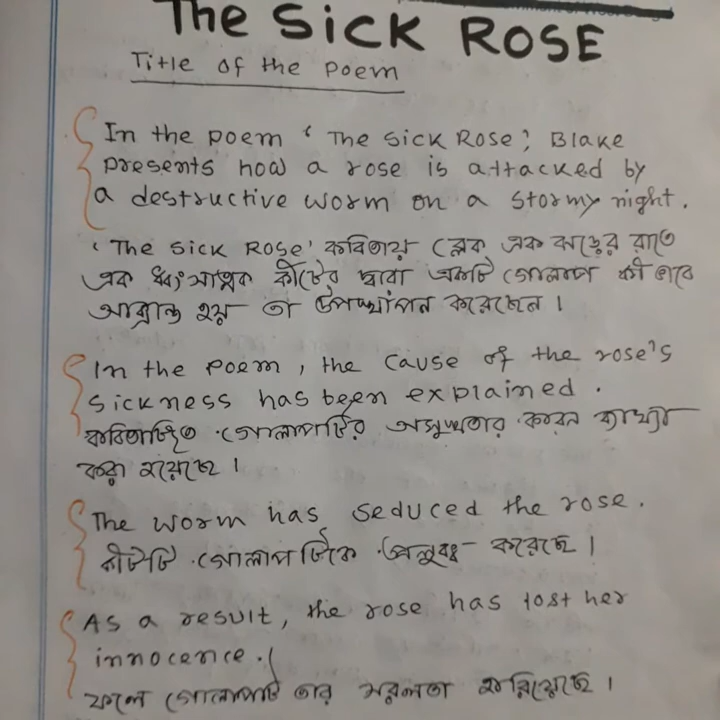 The SICK ROSE
Title of the Poem
In the poem ‘The Sick Rose’, Blake
presents how a rose is attacked by
a destructive worm on a stormy night.
‘The Sick Rose’ কবিতায় ব্লেক এক ঝড়ের রাতে
এক ধ্বংসাত্মক কীটের দ্বারা একটি গোলাপ কী ভাবে
আক্রান্ত হয় তা উপস্থাপন করেছেন।
In the poem, the cause of the rose's
sickness has been explained.
কবিতাটিতে গোলাপটির অসুস্থতার কারন ব্যাখ্যা
করা হয়েছে।
The worm has seduced the rose.
কীটটি গোলাপটিকে প্রলুব্ধ করেছে।
As a result, the rose has lost her
innocence.
ফলে গোলাপটি তার সরলতা হারিয়েছে।